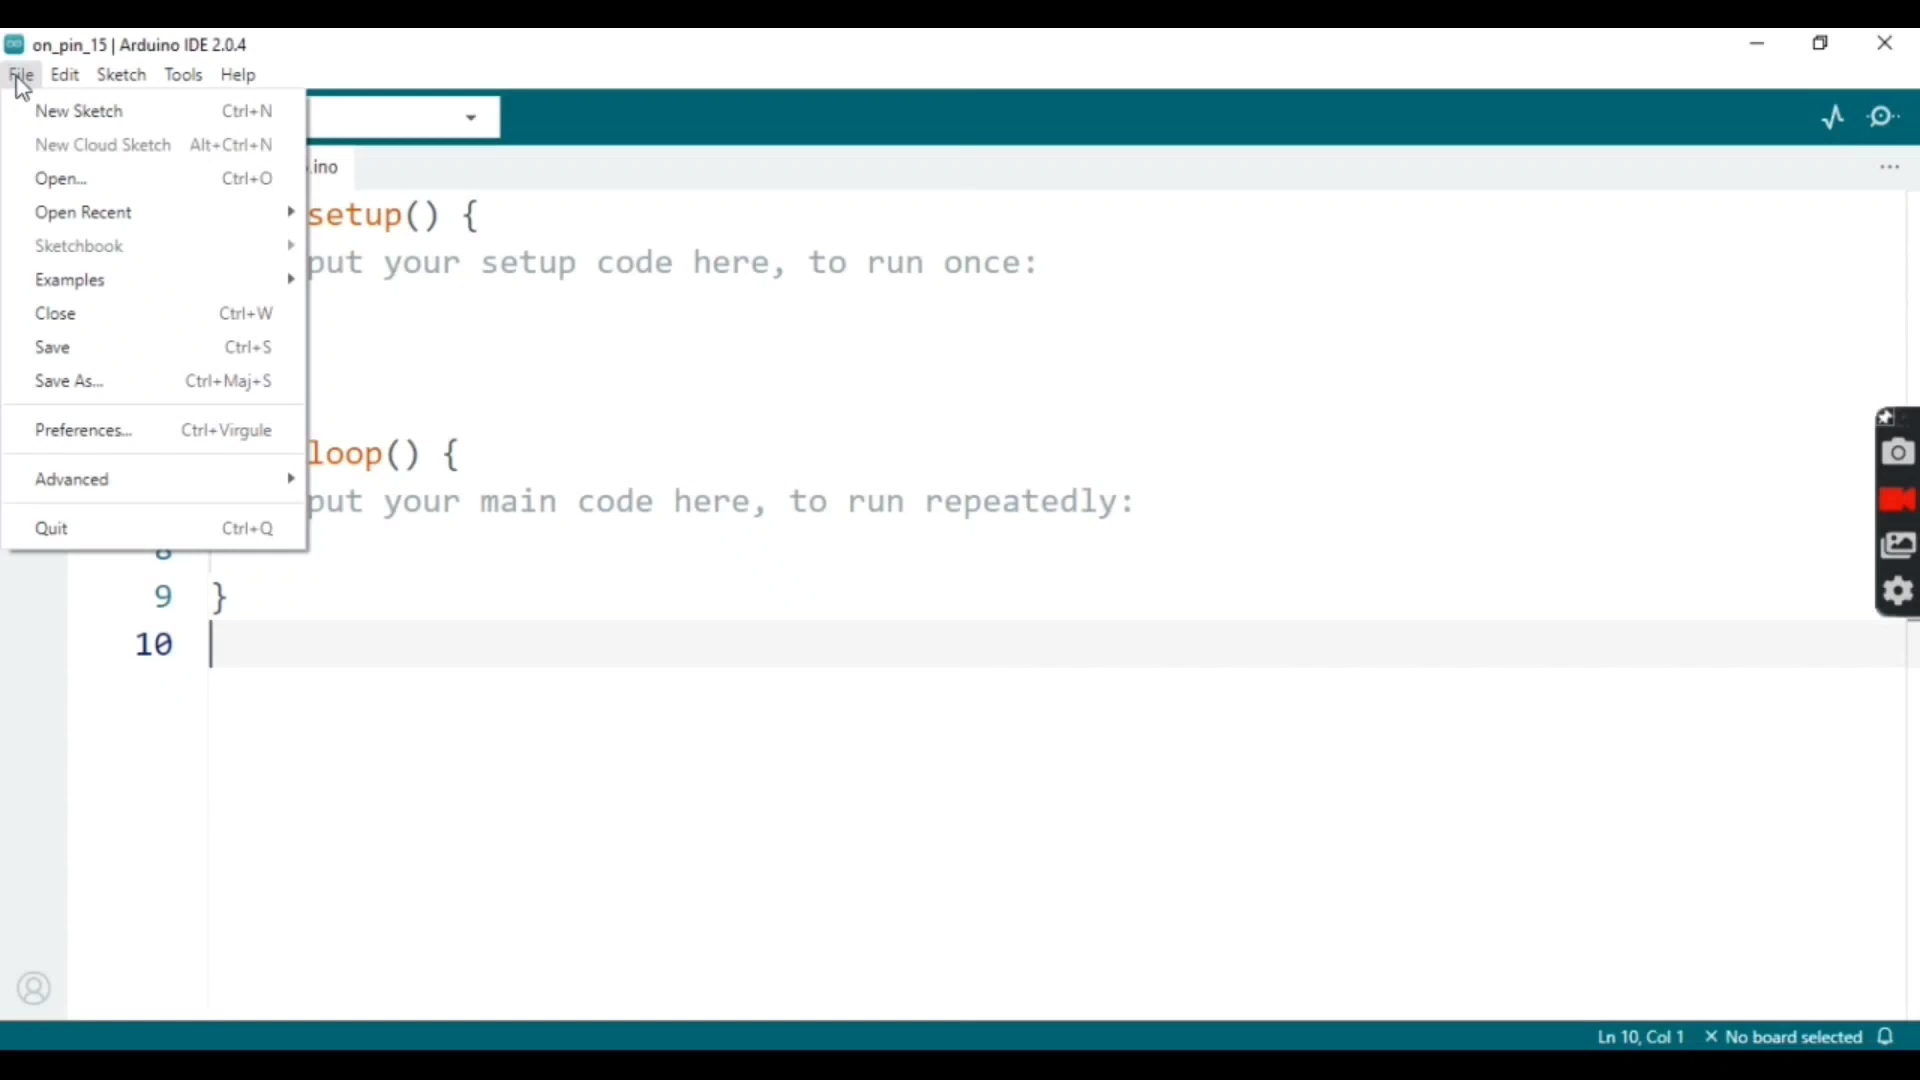 on_pin_15 | Arduino IDE 2.0.4
File Edit Sketch Tools Help
New Sketch Ctrl+N
New Cloud Sketch Alt+Ctrl+N
Open... Ctrl+O
Open Recent
Sketchbook
Examples
Close Ctrl+W
Save Ctrl+S
Save As... Ctrl+Maj+S
Preferences... Ctrl+Virgule
Advanced
Quit Ctrl+Q
.ino
setup() {
put your setup code here, to run once:
loop() {
put your main code here, to run repeatedly:
8
9 }
10
Ln 10, Col 1 × No board selected